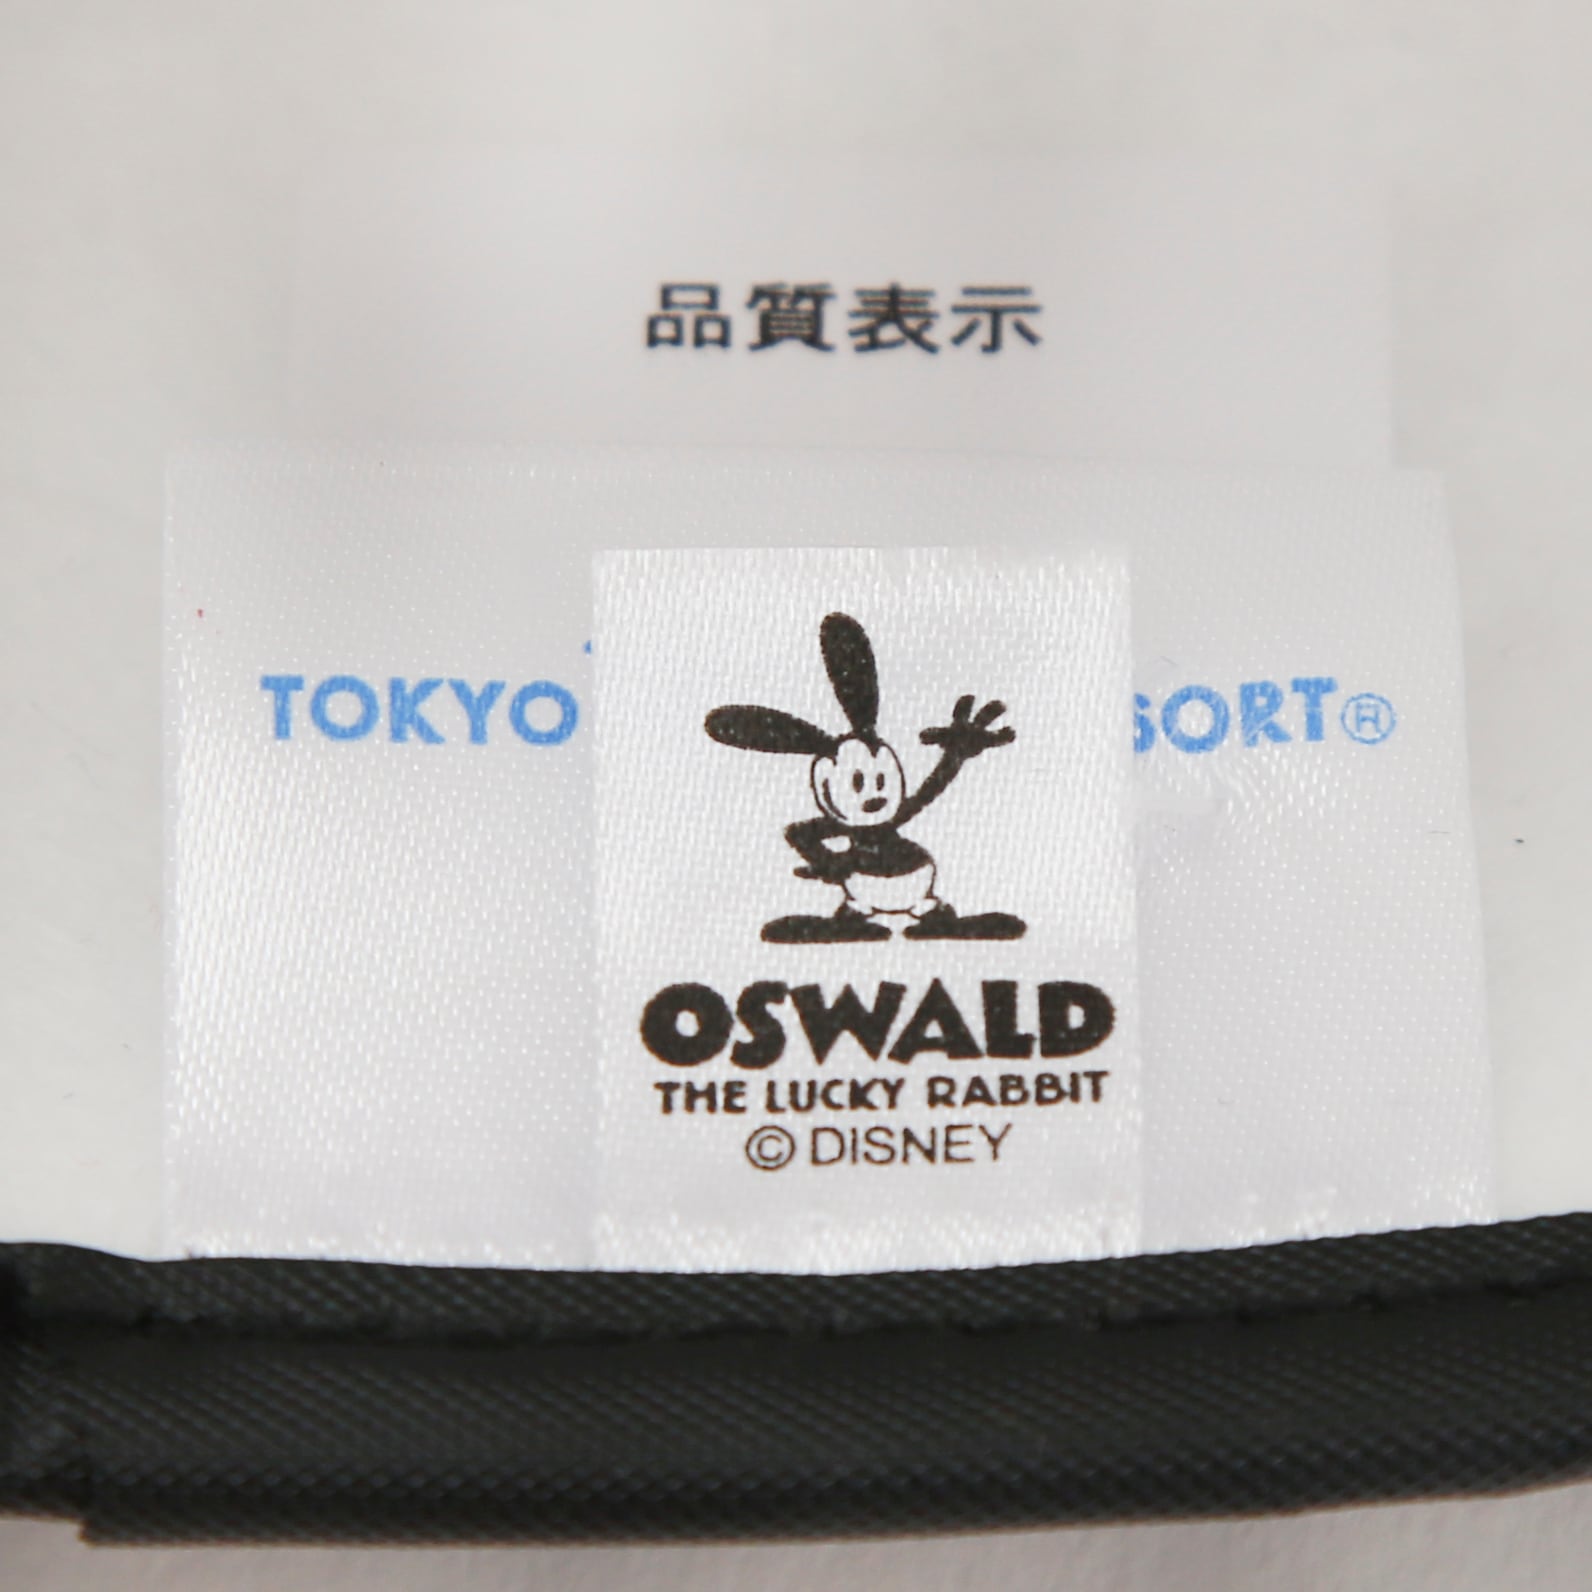 品質表示
TOKYO SORT®
OSWALD
THE LUCKY RABBIT
© DISNEY